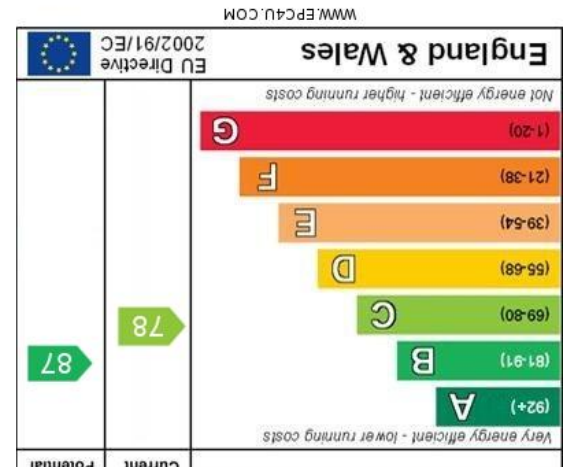 Current Potential
Very energy efficient - lower running costs
(92+) A
(81-91) B
(69-80) C
(55-68) D
(39-54) E
(21-38) F
(1-20) G
78
87
Not energy efficient - higher running costs
England & Wales
EU Directive
2002/91/EC
WWW.EPC4U.COM